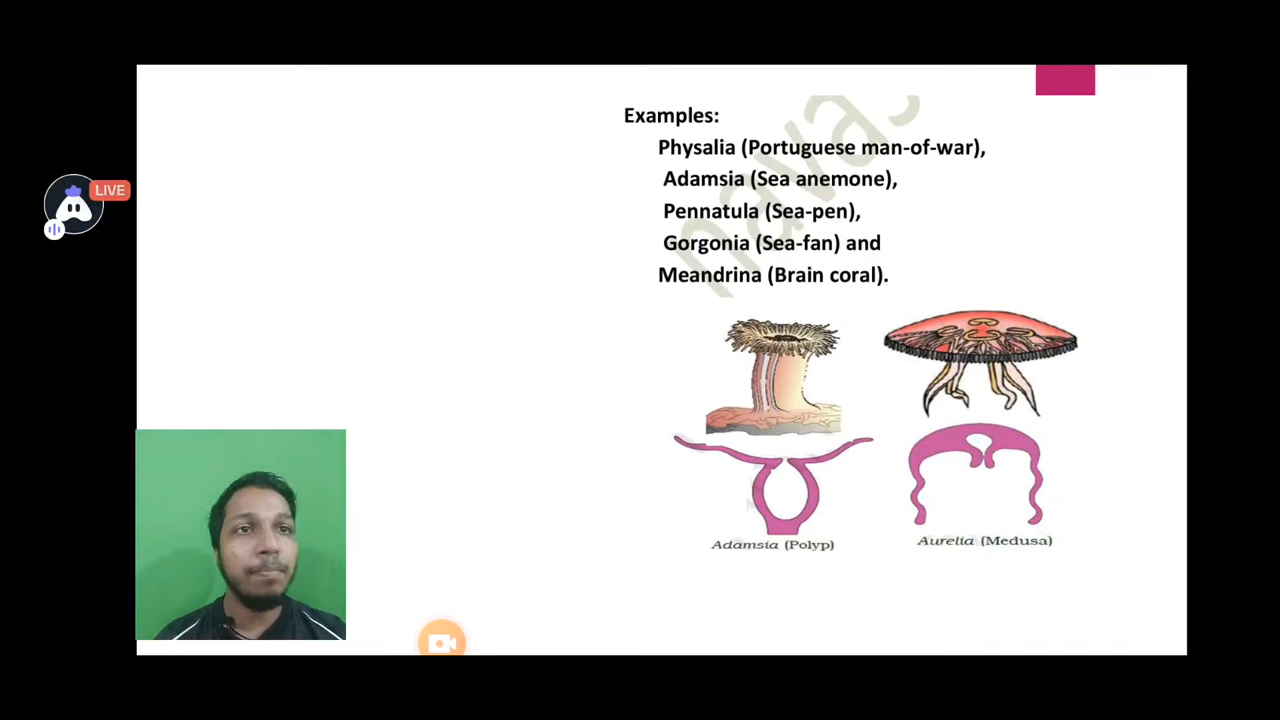 LIVE
Examples:
Physalia (Portuguese man-of-war),
Adamsia (Sea anemone),
Pennatula (Sea-pen),
Gorgonia (Sea-fan) and
Meandrina (Brain coral).
Adamsia (Polyp)
Aurelia (Medusa)